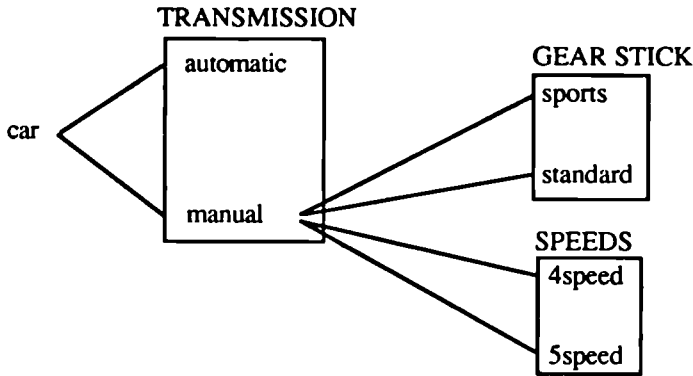 TRANSMISSION
automatic
car
manual
GEAR STICK
sports
standard
SPEEDS
4speed
5speed